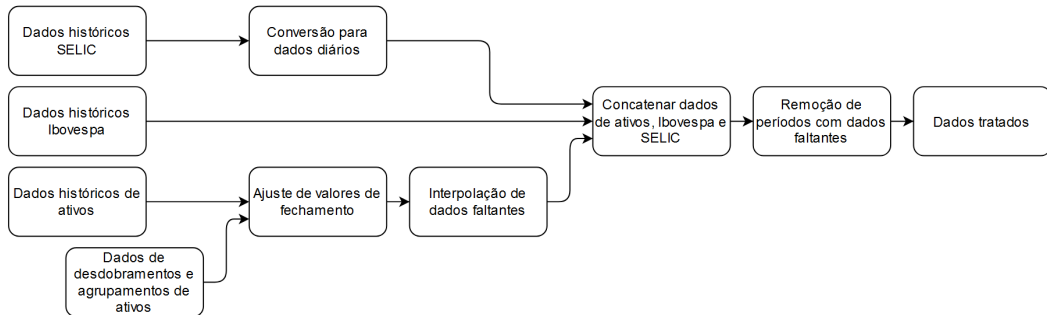 Dados históricos
SELIC
Conversão para
dados diários
Dados históricos
Ibovespa
Concatenar dados
de ativos, Ibovespa e
SELIC
Remoção de
períodos com dados
faltantes
Dados tratados
Dados históricos de
ativos
Ajuste de valores de
fechamento
Interpolação de
dados faltantes
Dados de
desdobramentos e
agrupamentos de
ativos